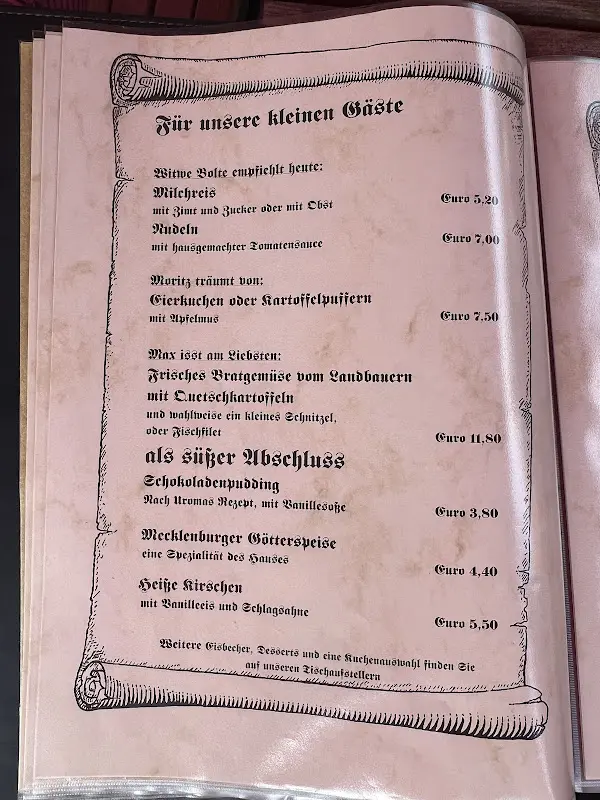 Für unsere kleinen Gäste
Witwe Bolte empfiehlt heute:
Milchreis
mit Zimt und Zucker oder mit Obst Euro 5,20
Nudeln
mit hausgemachter Tomatensauce Euro 7,00
Moritz träumt von:
Eierkuchen oder Kartoffelpuffern
mit Apfelmus Euro 7,50
Max isst am Liebsten:
Frisches Bratgemüse vom Landbauern
mit Quetschkartoffeln
und wahlweise ein kleines Schnitzel,
oder Fischfilet Euro 11,80
als süßer Abschluss
Schokoladenpudding
Nach Uromas Rezept, mit Vanillesoße Euro 3,80
Mecklenburger Götterspeise
eine Spezialität des Hauses Euro 4,40
Heiße Kirschen
mit Vanilleeis und Schlagsahne Euro 5,50
Weitere Eisbecher, Desserts und eine Kuchenauswahl finden Sie
auf unseren Tischaufstellern